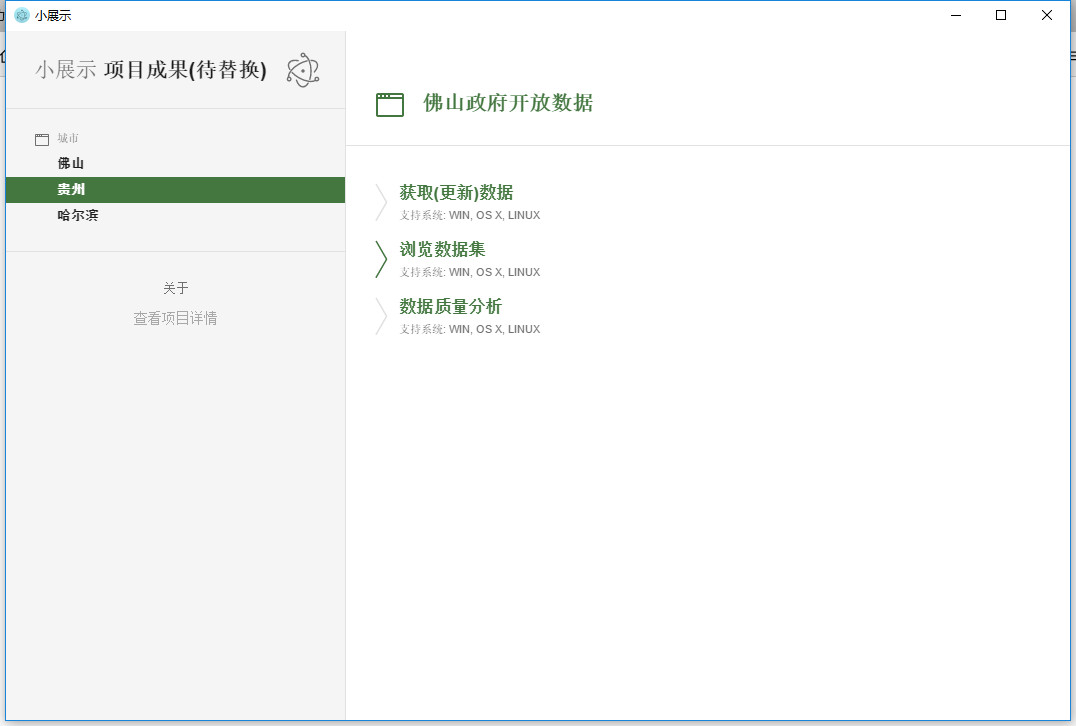 小展示
小展示 项目成果(待替换)
城市
佛山
贵州
哈尔滨
关于
查看项目详情
佛山政府开放数据
获取(更新)数据
支持系统: WIN, OS X, LINUX
浏览数据集
支持系统: WIN, OS X, LINUX
数据质量分析
支持系统: WIN, OS X, LINUX